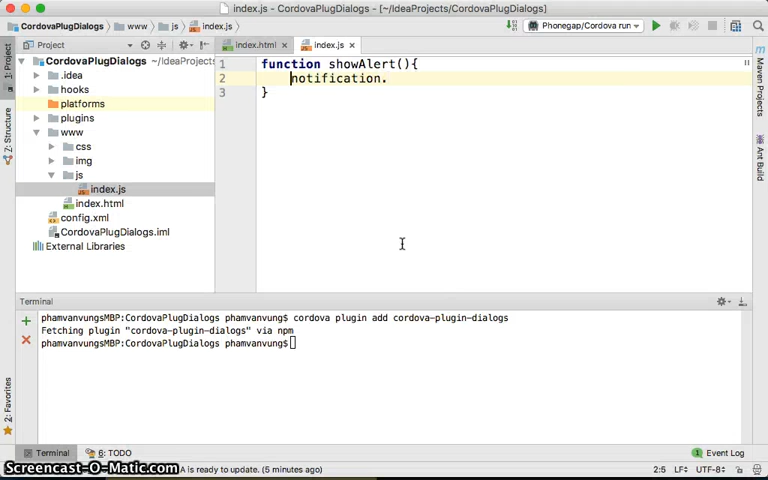 index.js - CordovaPlugDialogs - [~/IdeaProjects/CordovaPlugDialogs]
CordovaPlugDialogs www js index.js Phonegap/Cordova run
Project index.html index.js
1: Project
CordovaPlugDialogs ~/IdeaProjects
.idea
hooks
platforms
plugins
www
css
img
js
index.js
index.html
config.xml
CordovaPlugDialogs.iml
External Libraries
1 function showAlert(){
2 notification.
3 }
Maven Projects
Ant Build
Z: Structure
2: Favorites
Terminal
phamvanvungsMBP:CordovaPlugDialogs phamvanvung$ cordova plugin add cordova-plugin-dialogs
Fetching plugin "cordova-plugin-dialogs" via npm
phamvanvungsMBP:CordovaPlugDialogs phamvanvung$
Terminal 6: TODO 1 Event Log
Screencast-O-Matic.com A is ready to update. (5 minutes ago) 2:5 LF÷ UTF-8÷